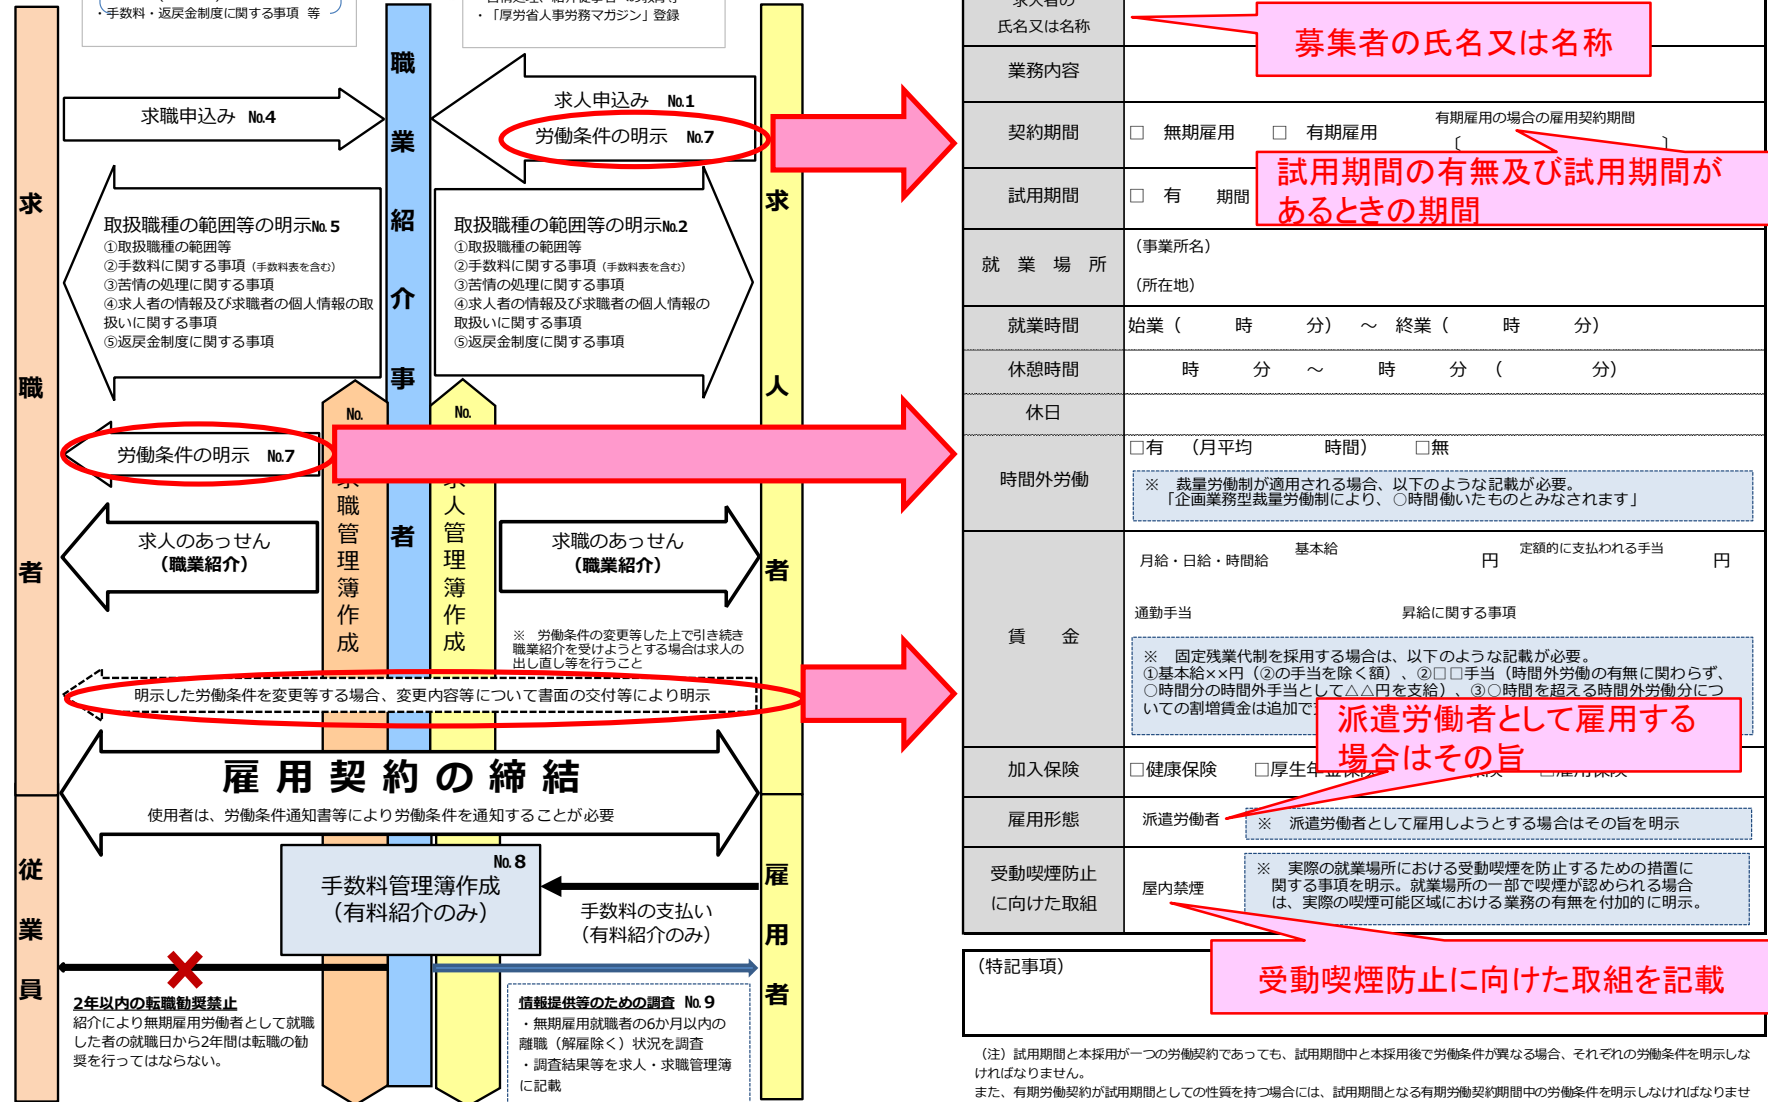 ・手数料・返戻金制度に関する事項 等
・「厚労省人事労務マガジン」登録
求職者
従業員
職業紹介事業者
求人者
雇用者
求職申込み №4
求人申込み №1
労働条件の明示 №7
取扱職種の範囲等の明示№5
①取扱職種の範囲等
②手数料に関する事項（手数料表を含む）
③苦情の処理に関する事項
④求人者の情報及び求職者の個人情報の取
扱いに関する事項
⑤返戻金制度に関する事項
取扱職種の範囲等の明示№2
①取扱職種の範囲等
②手数料に関する事項（手数料表を含む）
③苦情の処理に関する事項
④求人者の情報及び求職者の個人情報の
取扱いに関する事項
⑤返戻金制度に関する事項
№
№
労働条件の明示 №7
職管理簿作成
人管理簿作成
求人のあっせん
（職業紹介）
求職のあっせん
（職業紹介）
※ 労働条件の変更等した上で引き続き
職業紹介を受けようとする場合は求人の
出し直し等を行うこと
明示した労働条件を変更等する場合、変更内容等について書面の交付等により明示
雇用契約の締結
使用者は、労働条件通知書等により労働条件を通知することが必要
№8
手数料管理簿作成
（有料紹介のみ）
手数料の支払い
（有料紹介のみ）
2年以内の転職勧奨禁止
紹介により無期雇用労働者として就職
した者の就職日から2年間は転職の勧
奨を行ってはならない。
情報提供等のための調査 №9
・無期雇用就職者の6か月以内の
離職（解雇除く）状況を調査
・調査結果等を求人・求職管理簿
に記載
氏名又は名称
募集者の氏名又は名称
業務内容
契約期間
□ 無期雇用 □ 有期雇用
有期雇用の場合の雇用契約期間
試用期間の有無及び試用期間が
あるときの期間
試用期間
□ 有 期間
就業場所
（事業所名）
（所在地）
就業時間
始業（ 時 分） ～ 終業（ 時 分）
休憩時間
時 分 ～ 時 分 （ 分）
休日
時間外労働
□有 （月平均 時間） □無
※ 裁量労働制が適用される場合、以下のような記載が必要。
「企画業務型裁量労働制により、○時間働いたものとみなされます」
賃金
月給・日給・時間給 基本給 円 定額的に支払われる手当 円
通勤手当 昇給に関する事項
※ 固定残業代制を採用する場合は、以下のような記載が必要。
①基本給××円（②の手当を除く額）、②□□手当（時間外労働の有無に関わらず、
○時間分の時間外手当として△△円を支給）、③○時間を超える時間外労働分につ
いての割増賃金は追加で
派遣労働者として雇用する
場合はその旨
加入保険
□健康保険 □厚生年金保険
雇用形態
派遣労働者
※ 派遣労働者として雇用しようとする場合はその旨を明示
受動喫煙防止
に向けた取組
屋内禁煙
※ 実際の就業場所における受動喫煙を防止するための措置に
関する事項を明示。就業場所の一部で喫煙が認められる場合
は、実際の喫煙可能区域における業務の有無を付加的に明示。
（特記事項）
受動喫煙防止に向けた取組を記載
（注）試用期間と本採用が一つの労働契約であっても、試用期間中と本採用後で労働条件が異なる場合、それぞれの労働条件を明示しな
ければなりません。
また、有期労働契約が試用期間としての性質を持つ場合には、試用期間となる有期労働契約期間中の労働条件を明示しなければなりませ